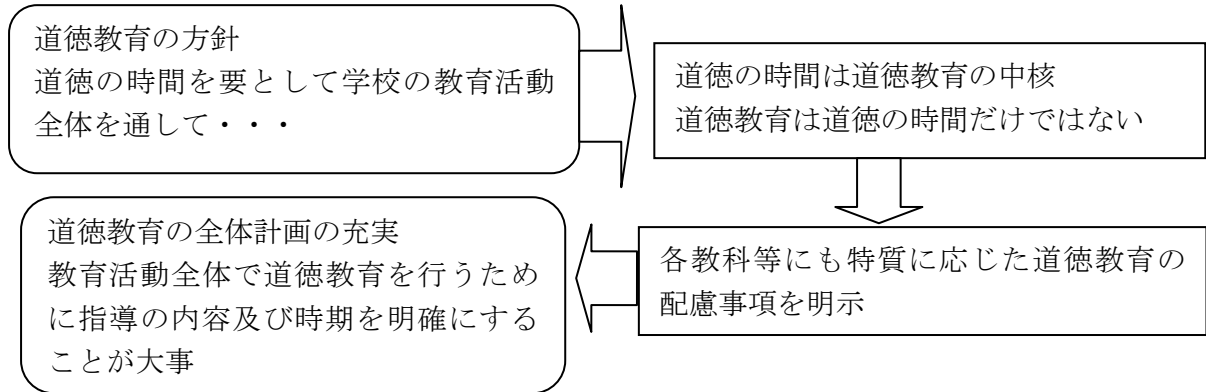 道徳教育の方針
道徳の時間を要として学校の教育活動
全体を通して・・・
道徳の時間は道徳教育の中核
道徳教育は道徳の時間だけではない
各教科等にも特質に応じた道徳教育の
配慮事項を明示
道徳教育の全体計画の充実
教育活動全体で道徳教育を行うため
に指導の内容及び時期を明確にする
ことが大事